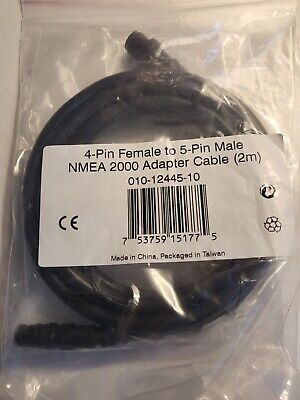 4-Pin Female to 5-Pin Male
NMEA 2000 Adapter Cable (2m)
010-12445-10
CE
7 53759 15177 5
Made in China, Packaged in Taiwan